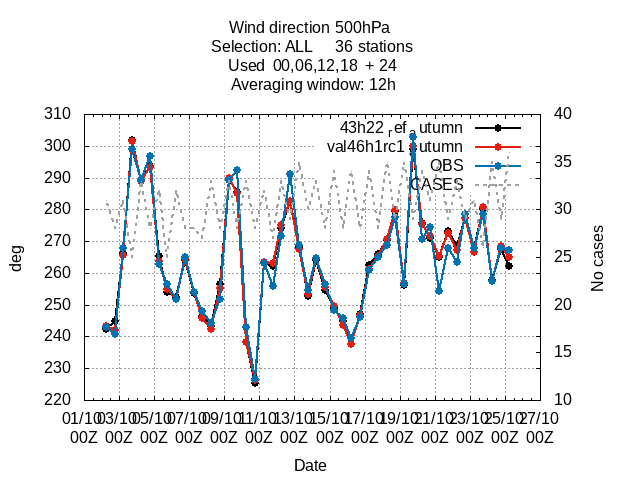 Wind direction 500hPa
Selection: ALL 36 stations
Used 00,06,12,18 + 24
Averaging window: 12h
310 300 290 280 270 260 250 240 230 220
deg
43h22_ref_autumn
val46h1rc1_autumn
OBS
CASES
40 35 30 25 20 15 10
No cases
01/10 03/10 05/10 07/10 09/10 11/10 13/10 15/10 17/10 19/10 21/10 23/10 25/10 27/10
00Z 00Z 00Z 00Z 00Z 00Z 00Z 00Z 00Z 00Z 00Z 00Z 00Z 00Z
Date